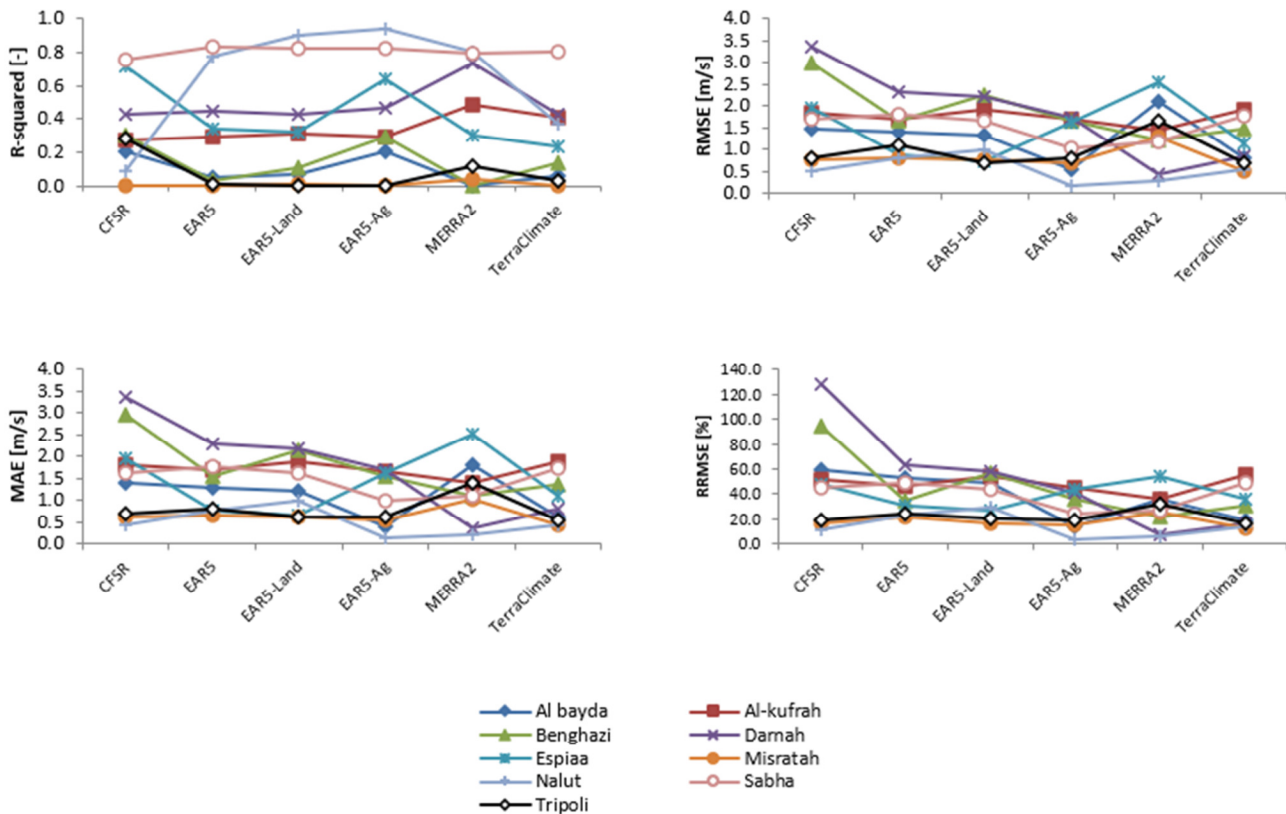 R-squared [-]
1.0
0.8
0.6
0.4
0.2
0.0
CFSR
EAR5
EAR5-Land
EAR5-Ag
MERRA2
TerraClimate
RMSE [m/s]
4.0
3.5
3.0
2.5
2.0
1.5
1.0
0.5
0.0
CFSR
EAR5
EAR5-Land
EAR5-Ag
MERRA2
TerraClimate
MAE [m/s]
4.0
3.5
3.0
2.5
2.0
1.5
1.0
0.5
0.0
CFSR
EAR5
EAR5-Land
EAR5-Ag
MERRA2
TerraClimate
RRMSE [%]
140.0
120.0
100.0
80.0
60.0
40.0
20.0
0.0
CFSR
EAR5
EAR5-Land
EAR5-Ag
MERRA2
TerraClimate
Al bayda
Al-kufrah
Benghazi
Darnah
Espiaa
Misratah
Nalut
Sabha
Tripoli